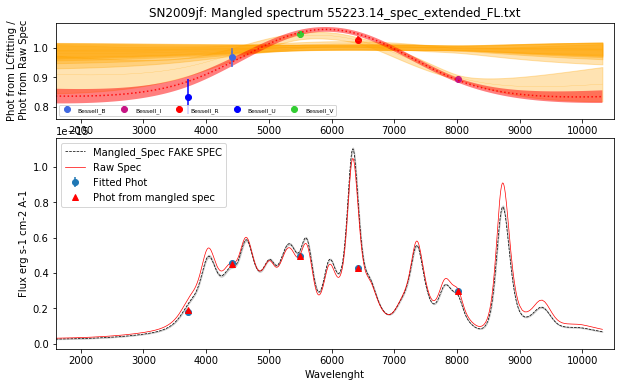 SN2009jf: Mangled spectrum 55223.14_spec_extended_FL.txt
Phot from LCfitting /
Phot from Raw Spec
1.0
0.9
0.8
Bessell_B
Bessell_I
Bessell_R
Bessell_U
Bessell_V
2000 3000 4000 5000 6000 7000 8000 9000 10000
Flux erg s-1 cm-2 A-1
1.0
0.8
0.6
0.4
0.2
0.0
Mangled_Spec FAKE SPEC
Raw Spec
Fitted Phot
Phot from mangled spec
2000 3000 4000 5000 6000 7000 8000 9000 10000
Wavelenght